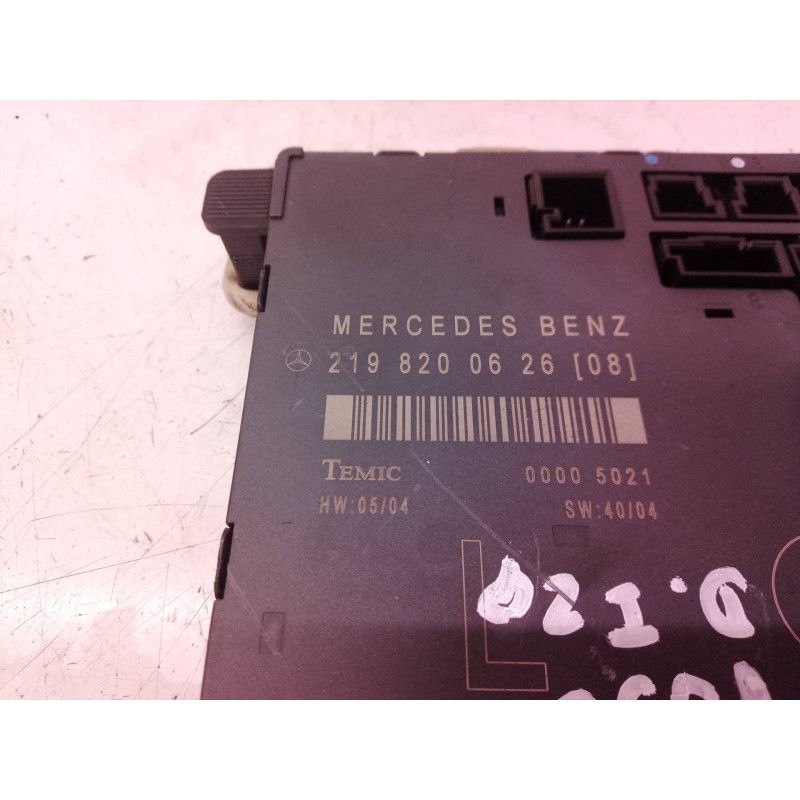 MERCEDES BENZ
219 820 06 26 [08]
TEMIC 0000 5021
HW:05/04 SW:40/04
L